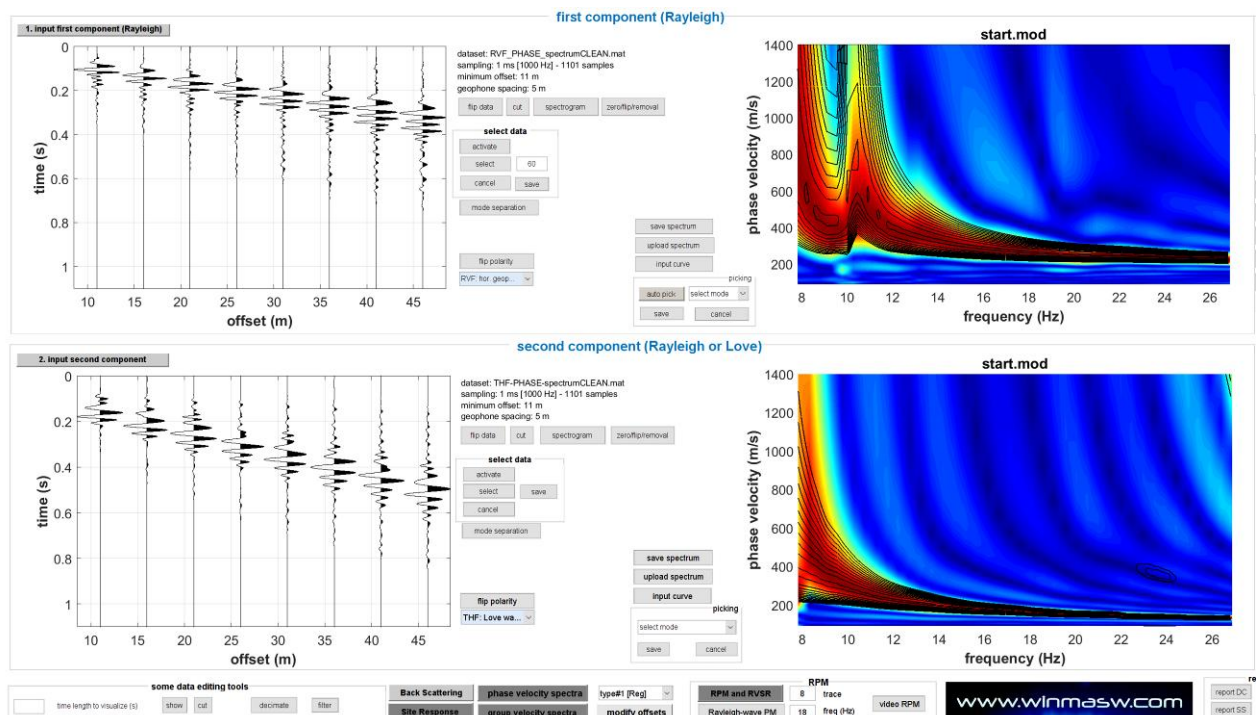 first component (Rayleigh)
1. input first component (Rayleigh)
0
0.2
0.4
0.6
0.8
1
time (s)
10 15 20 25 30 35 40 45
offset (m)
dataset: RVF_PHASE_spectrumCLEAN.mat
sampling: 1 ms [1000 Hz] - 1101 samples
minimum offset: 11 m
geophone spacing: 5 m
flip data cut spectrogram zero/flip/removal
select data
activate
select 60
cancel save
mode separation
flip polarity
RVF: hor. geop...
save spectrum
upload spectrum
input curve
picking
auto pick select mode
save cancel
start.mod
1400
1200
1000
800
600
400
200
phase velocity (m/s)
8 10 12 14 16 18 20 22 24 26
frequency (Hz)
second component (Rayleigh or Love)
2. input second component
0
0.2
0.4
0.6
0.8
1
time (s)
10 15 20 25 30 35 40 45
offset (m)
dataset: THF-PHASE-spectrumCLEAN.mat
sampling: 1 ms [1000 Hz] - 1101 samples
minimum offset: 11 m
geophone spacing: 5 m
flip data cut spectrogram zero/flip/removal
select data
activate
select save
cancel
mode separation
flip polarity
THF: Love wa...
save spectrum
upload spectrum
input curve
picking
select mode
save cancel
start.mod
1400
1200
1000
800
600
400
200
phase velocity (m/s)
8 10 12 14 16 18 20 22 24 26
frequency (Hz)
some data editing tools
time length to visualize (s) show cut decimate filter
Back Scattering phase velocity spectra type#1 [Reg]
Site Response group velocity spectra modify offsets
RPM
RPM and RVSR 8 trace
Rayleigh-wave PM 18 freq (Hz)
video RPM
www.winmasw.com
re
report DC
report SS